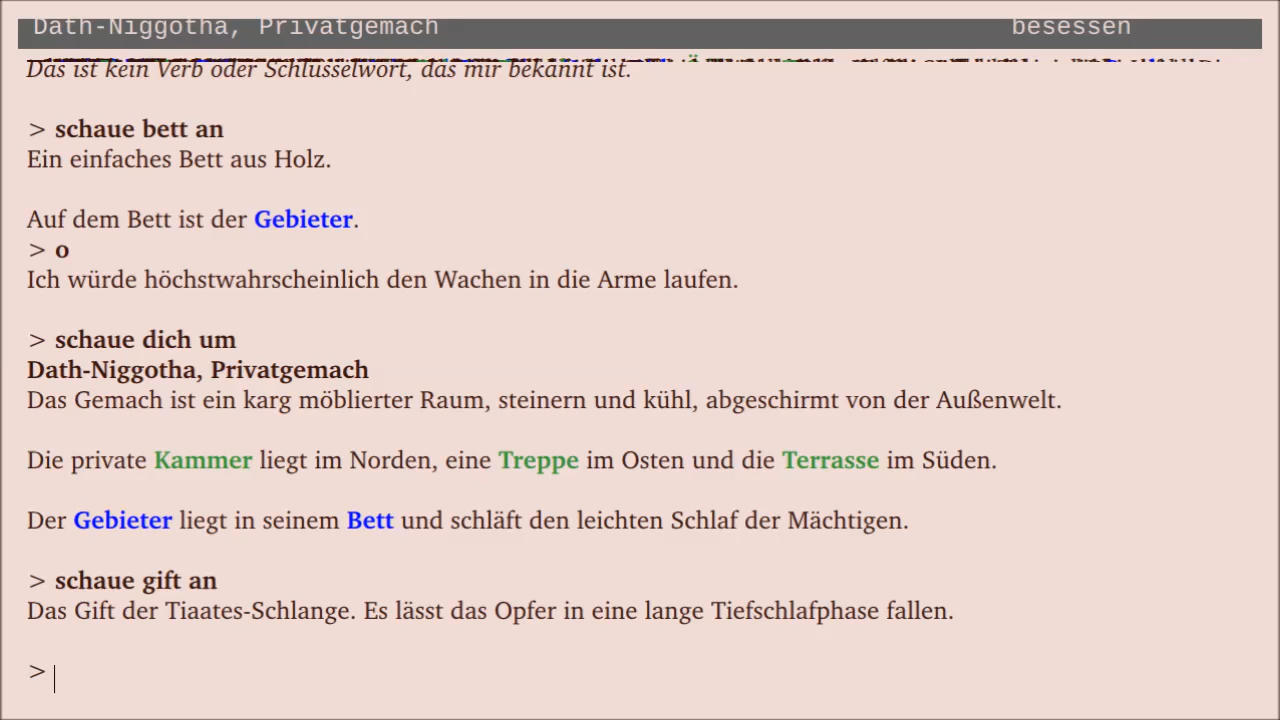 Dath-Niggotha, Privatgemach besessen
Das ist kein Verb oder Schlüsselwort, das mir bekannt ist.
> schaue bett an
Ein einfaches Bett aus Holz.
Auf dem Bett ist der Gebieter.
> o
Ich würde höchstwahrscheinlich den Wachen in die Arme laufen.
> schaue dich um
Dath-Niggotha, Privatgemach
Das Gemach ist ein karg möblierter Raum, steinern und kühl, abgeschirmt von der Außenwelt.
Die private Kammer liegt im Norden, eine Treppe im Osten und die Terrasse im Süden.
Der Gebieter liegt in seinem Bett und schläft den leichten Schlaf der Mächtigen.
> schaue gift an
Das Gift der Tiaates-Schlange. Es lässt das Opfer in eine lange Tiefschlafphase fallen.
>